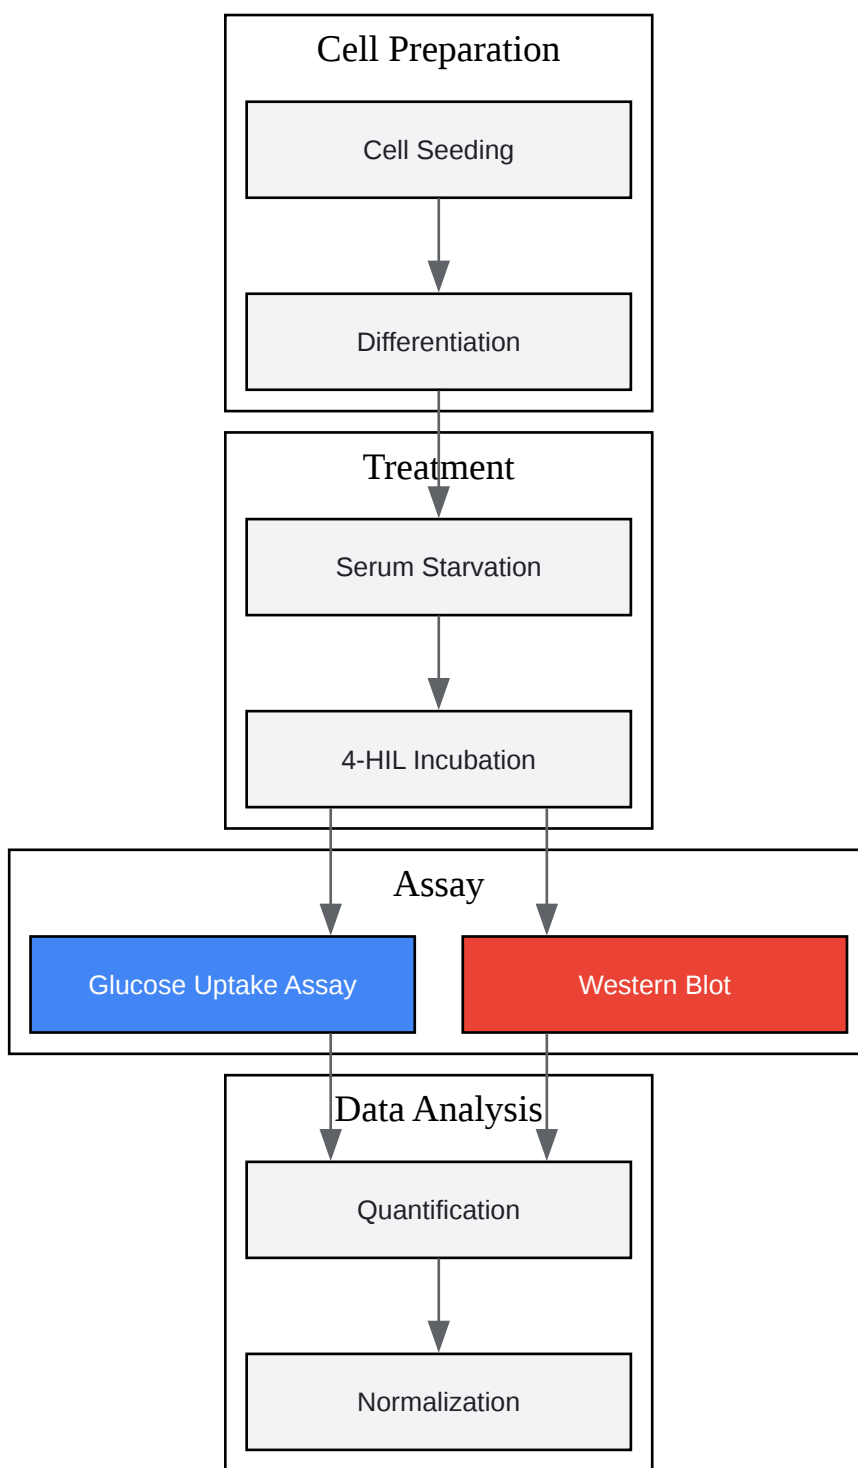 Cell Preparation
Cell Seeding
Differentiation
Treatment
Serum Starvation
4-HIL Incubation
Assay
Glucose Uptake Assay
Western Blot
Data Analysis
Quantification
Normalization